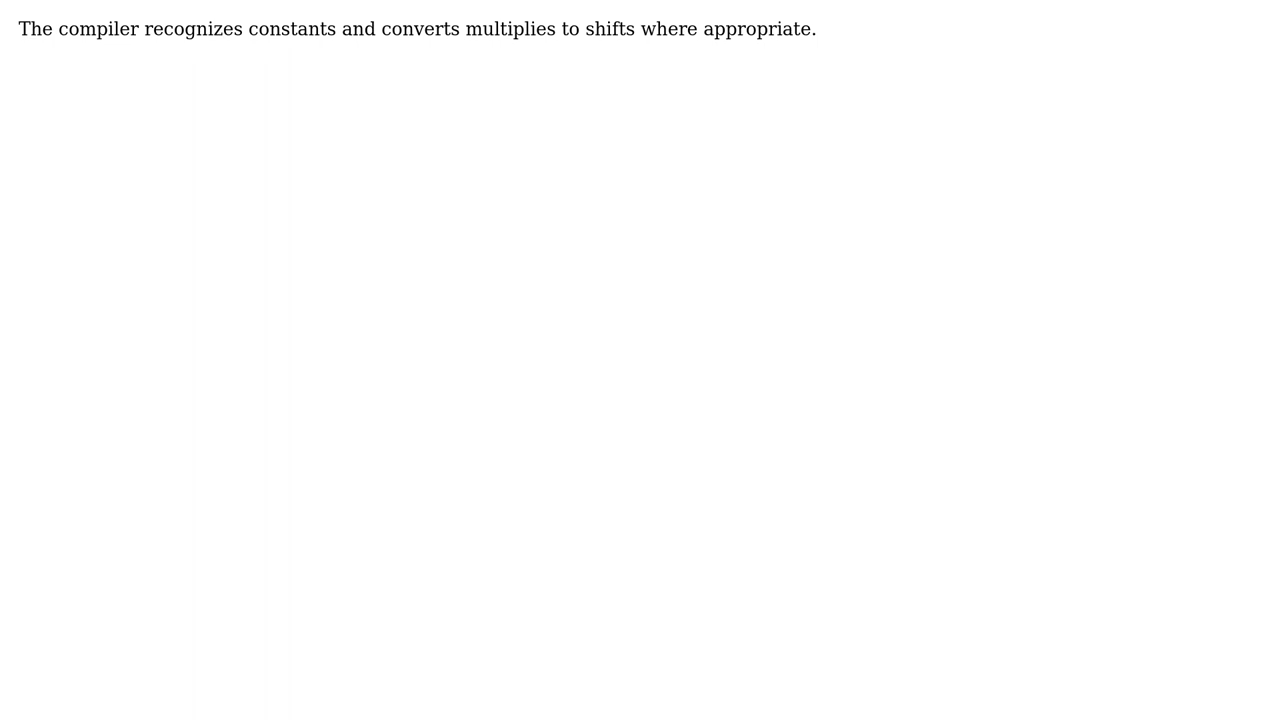 The compiler recognizes constants and converts multiplies to shifts where appropriate.